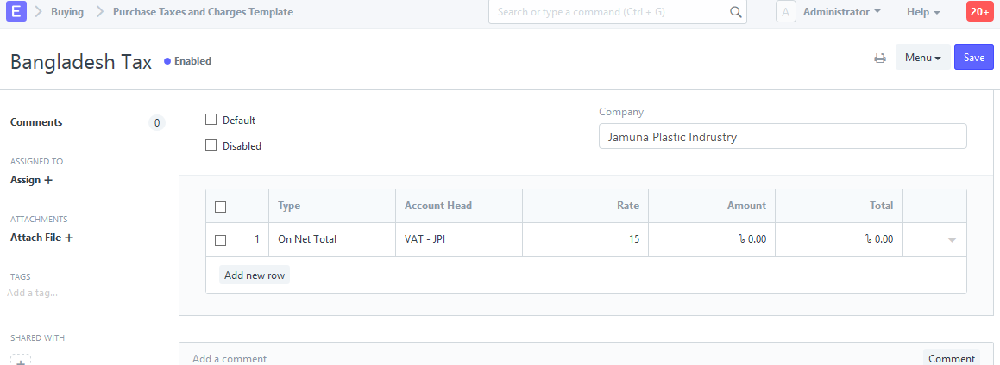 E Buying Purchase Taxes and Charges Template Search or type a command (Ctrl + G) A Administrator Help 20+
Bangladesh Tax Enabled Menu Save
Comments 0
Default
Disabled
Company
Jamuna Plastic Indrustry
ASSIGNED TO
Assign +
ATTACHMENTS
Attach File +
TAGS
Add a tag...
SHARED WITH
+
Type Account Head Rate Amount Total
1 On Net Total VAT - JPI 15 ৳ 0.00 ৳ 0.00
Add new row
Add a comment Comment